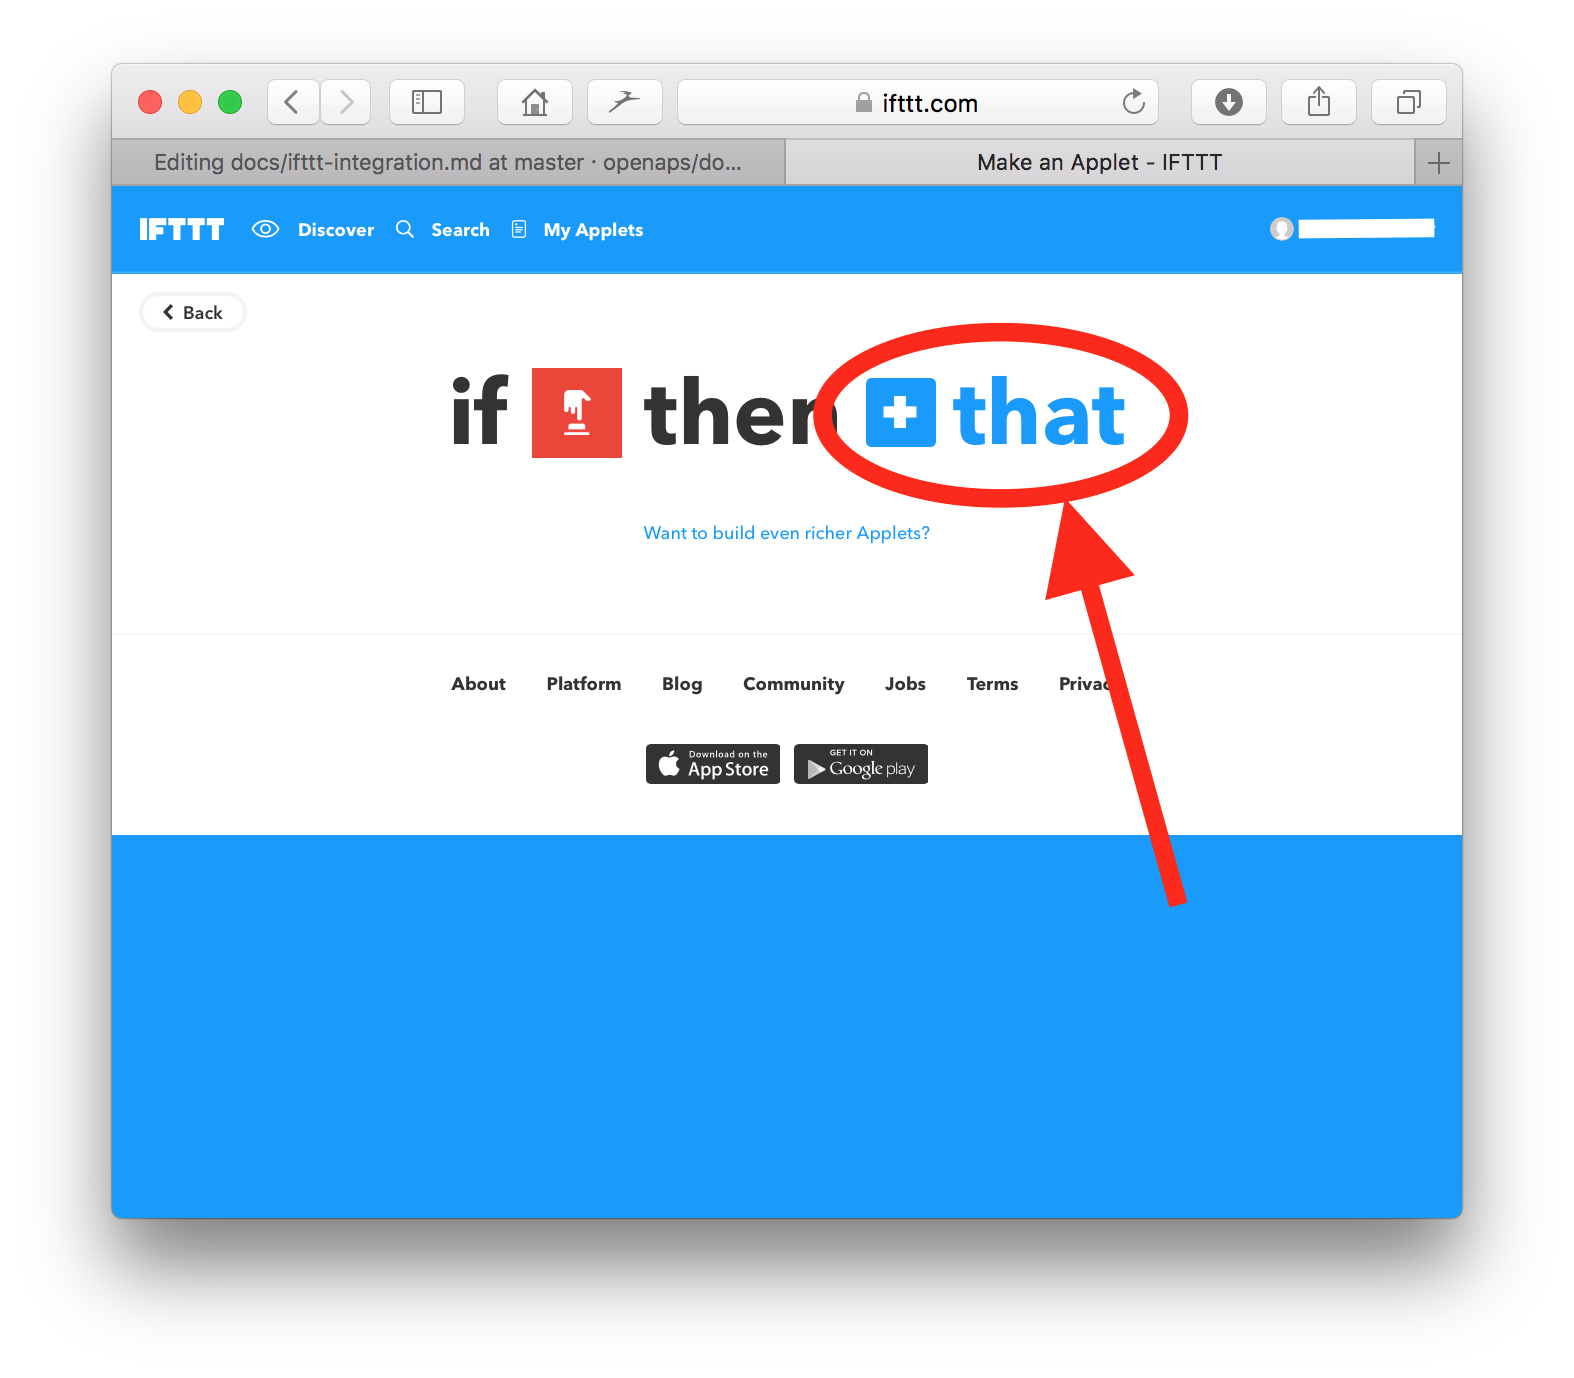 ifttt.com
Editing docs/ifttt-integration.md at master · openaps/do...
Make an Applet - IFTTT
IFTTT Discover Search My Applets
Back
if then that
Want to build even richer Applets?
About Platform Blog Community Jobs Terms
Download on the
App Store
GET IT ON
Google play